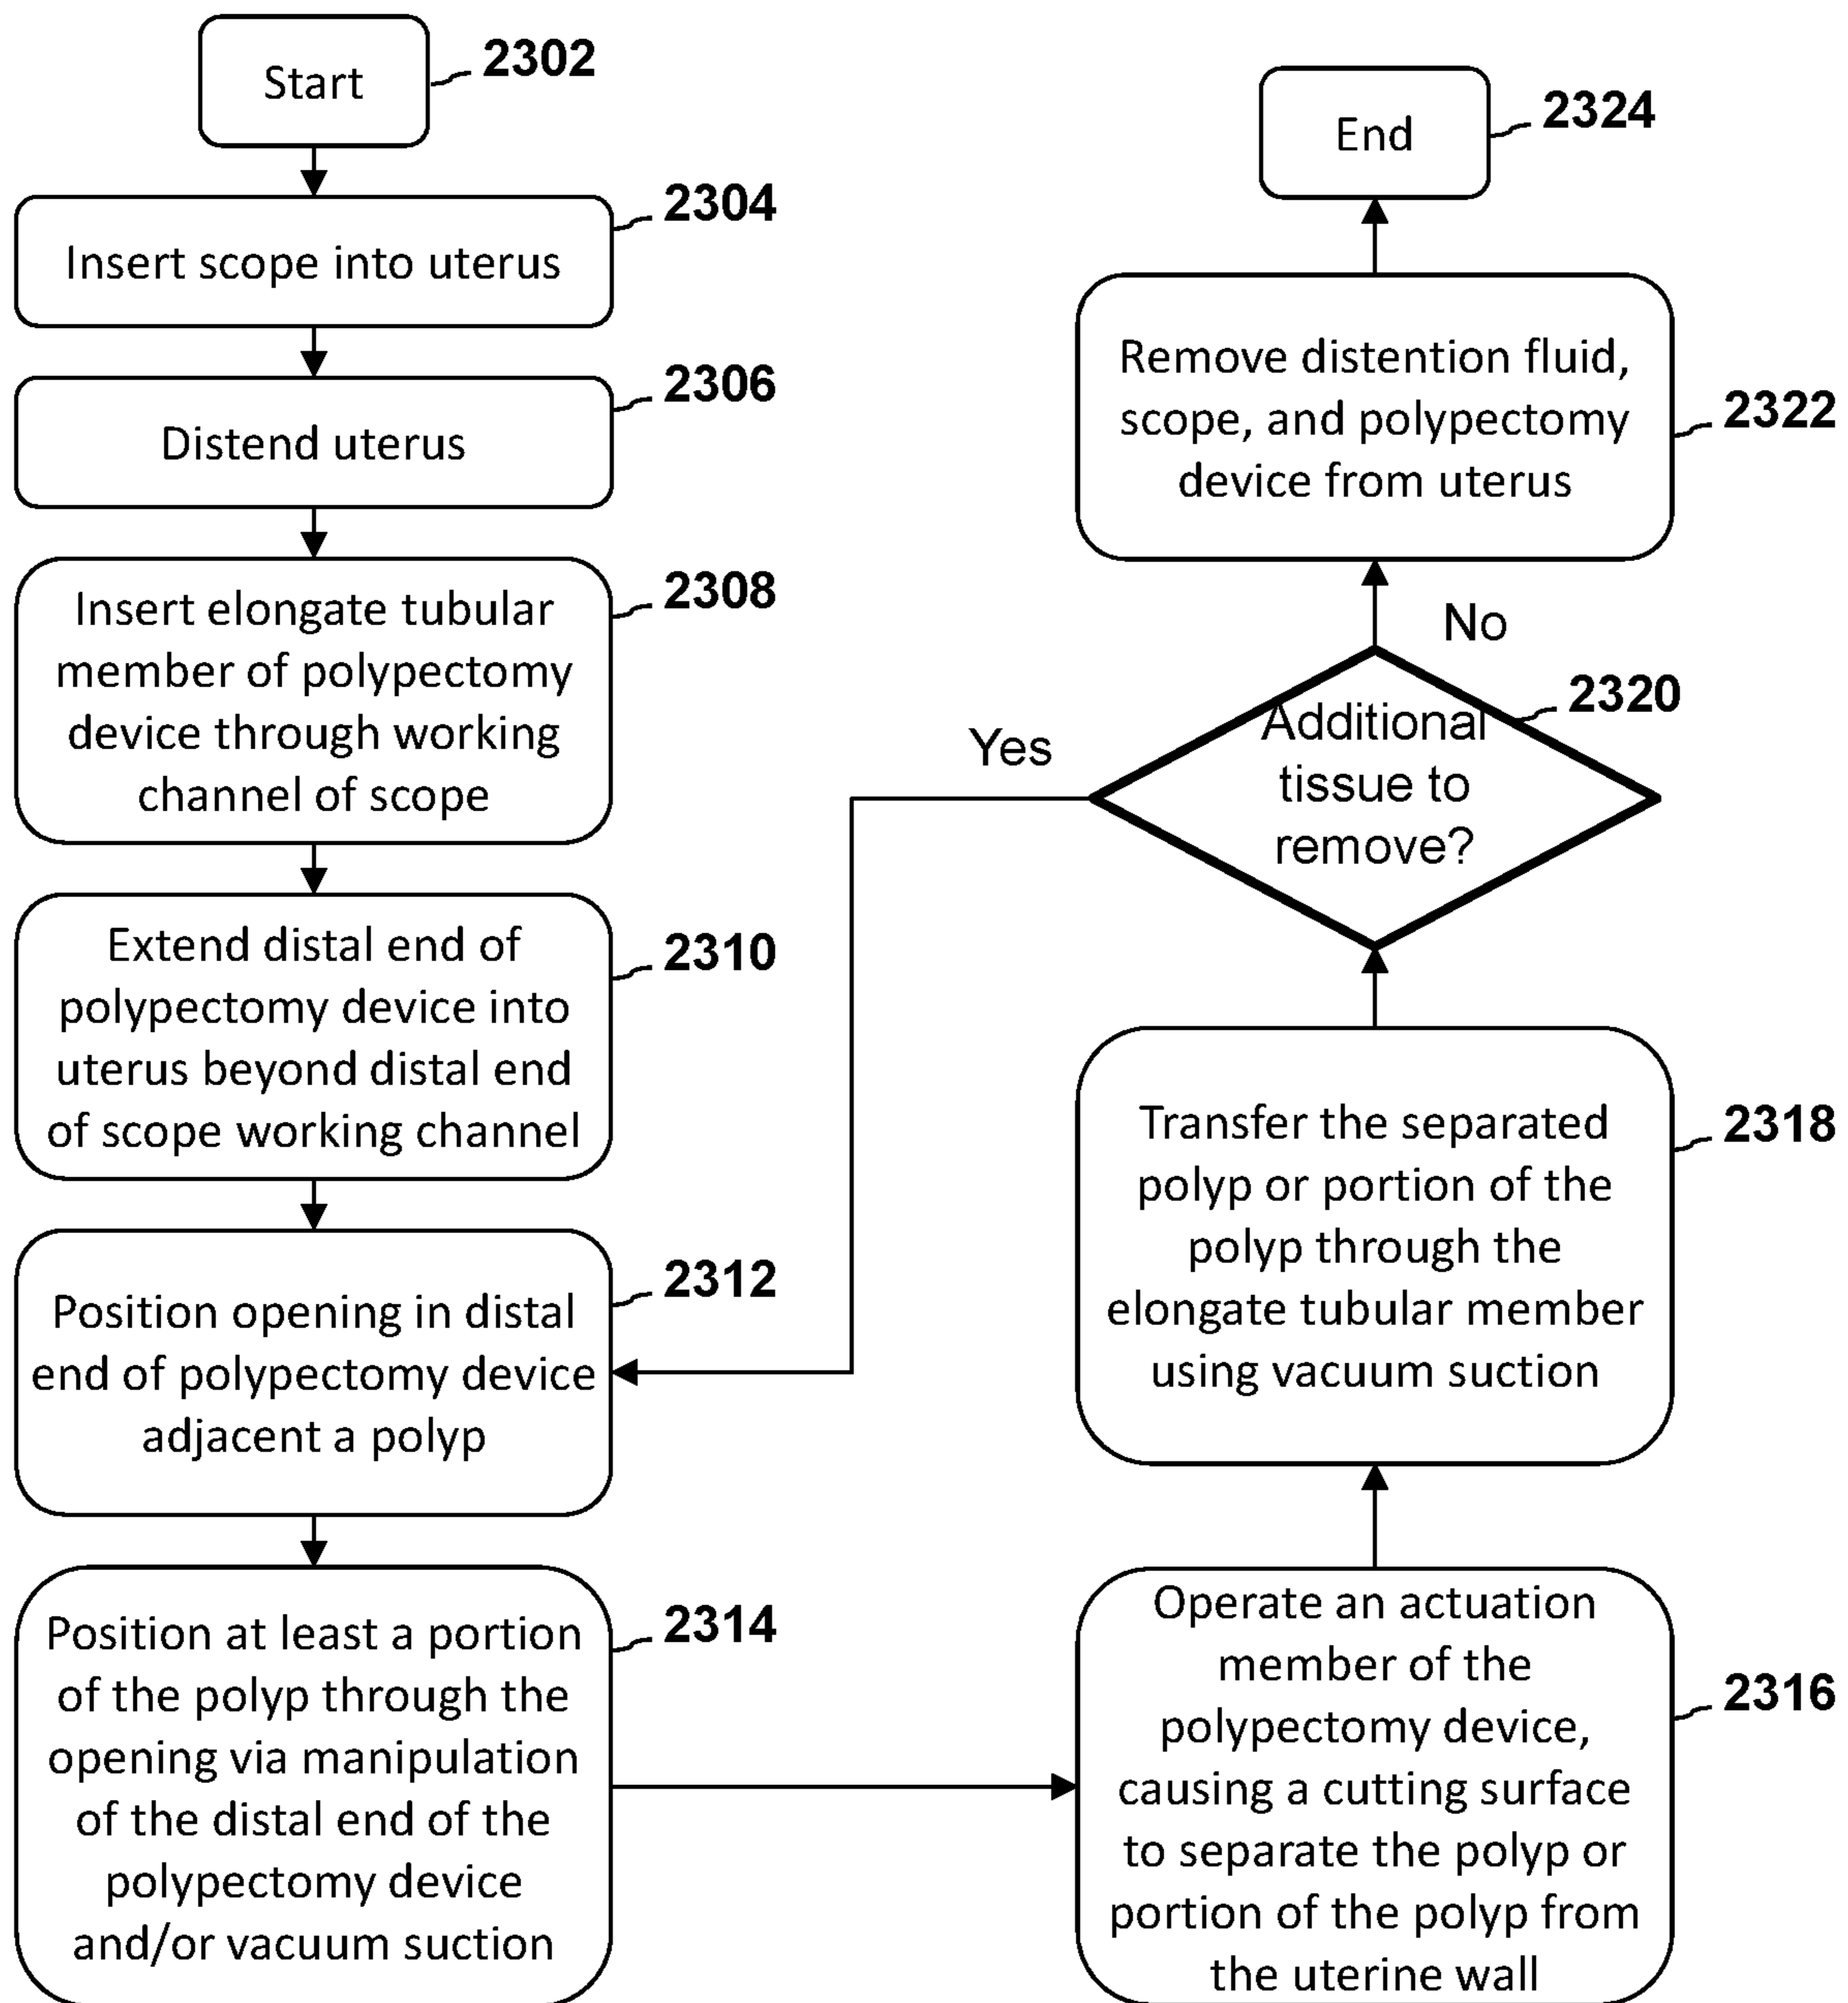 Start
2302
Insert scope into uterus
2304
Distend uterus
2306
Insert elongate tubular
member of polypectomy
device through working
channel of scope
2308
Extend distal end of
polypectomy device into
uterus beyond distal end
of scope working channel
2310
Position opening in distal
end of polypectomy device
adjacent a polyp
2312
Position at least a portion
of the polyp through the
opening via manipulation
of the distal end of the
polypectomy device
and/or vacuum suction
2314
Operate an actuation
member of the
polypectomy device,
causing a cutting surface
to separate the polyp or
portion of the polyp from
the uterine wall
2316
Transfer the separated
polyp or portion of the
polyp through the
elongate tubular member
using vacuum suction
2318
Additional
tissue to
remove?
2320
Yes
No
Remove distention fluid,
scope, and polypectomy
device from uterus
2322
End
2324